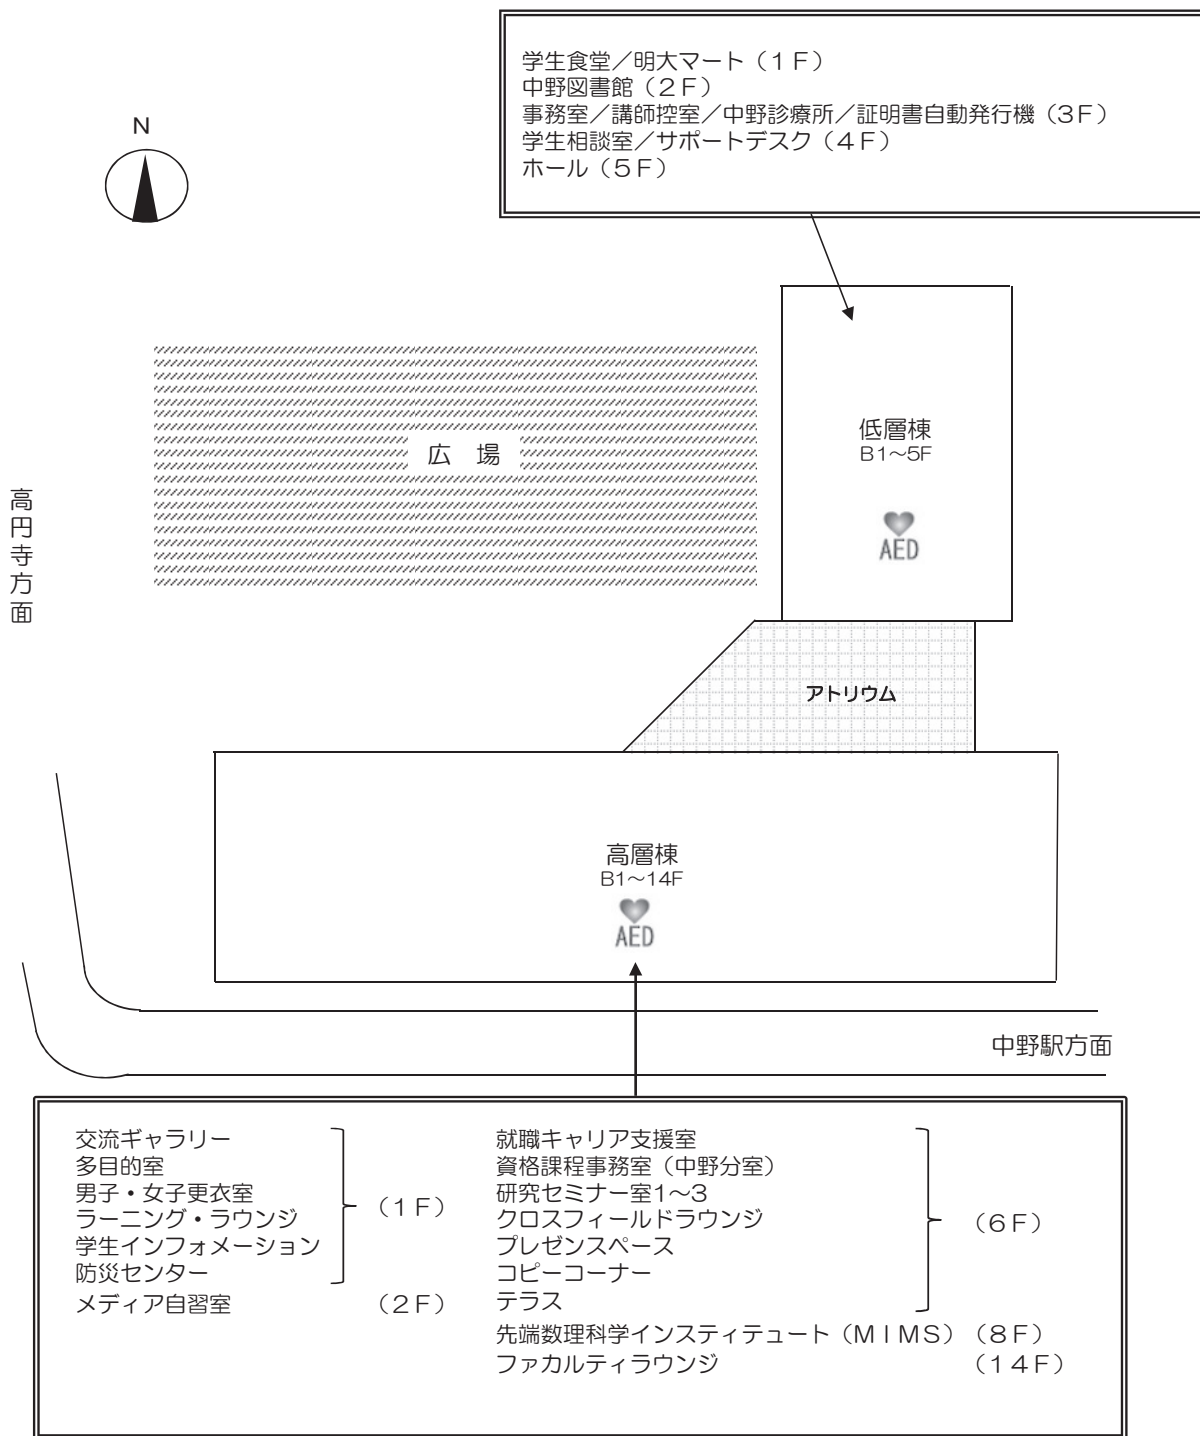 学生食堂／明大マート（１Ｆ）
中野図書館（２Ｆ）
事務室／講師控室／中野診療所／証明書自動発行機（３Ｆ）
学生相談室／サポートデスク（４Ｆ）
ホール（５Ｆ）
N
低層棟
B1～5F
AED
広　場
高円寺方面
アトリウム
高層棟
B1～14F
AED
中野駅方面
交流ギャラリー
多目的室
男子・女子更衣室
ラーニング・ラウンジ
学生インフォメーション
防災センター
（１Ｆ）
メディア自習室　（２Ｆ）
就職キャリア支援室
資格課程事務室（中野分室）
研究セミナー室1～3
クロスフィールドラウンジ
プレゼンスペース
コピーコーナー
テラス
（６Ｆ）
先端数理科学インスティテュート（ＭＩＭＳ）（８Ｆ）
ファカルティラウンジ　（１４Ｆ）